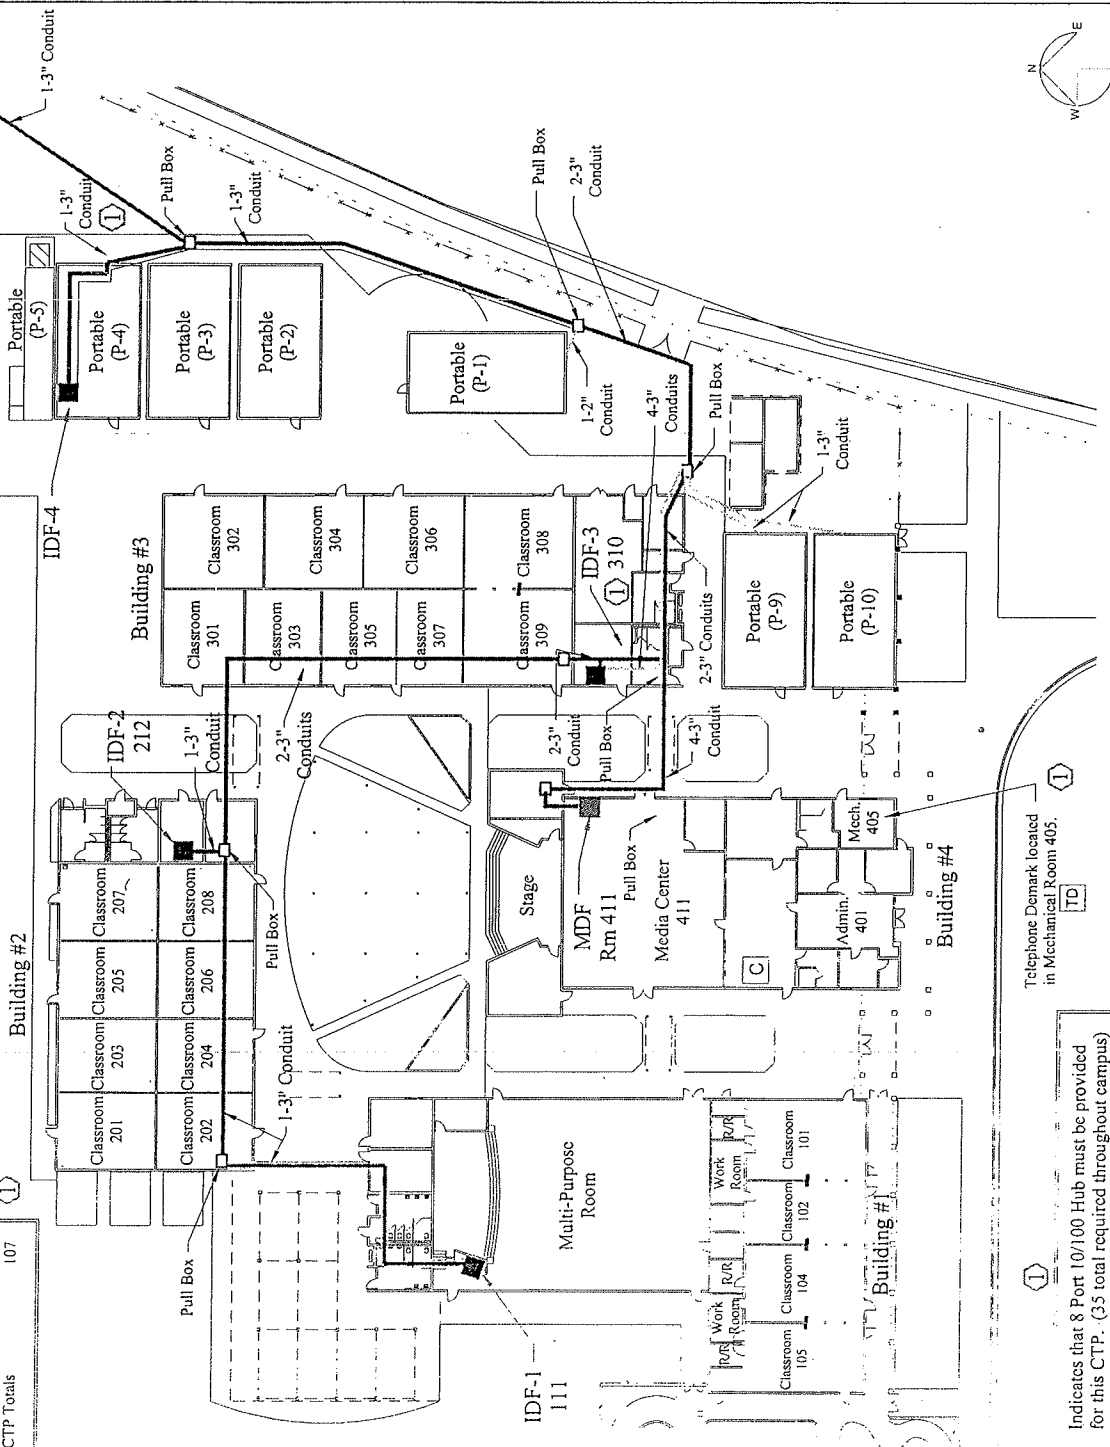 1-3" Conduit
N
E
W
Portable
(P-5)
1-3"
Conduit
1
Pull Box
1-3"
Conduit
Portable
(P-4)
Portable
(P-3)
Portable
(P-2)
IDF-4
Portable
(P-1)
Pull Box
2-3"
Conduit
1-2"
Conduit
4-3"
Conduits
Pull Box
1-3"
Conduit
Building #3
Classroom
302
Classroom
304
Classroom
306
Classroom
308
Classroom
301
Classroom
303
Classroom
305
Classroom
307
Classroom
309
IDF-3
1
310
2-3" Conduits
Portable
(P-9)
Portable
(P-10)
IDF-2
212
1-3"
Conduit
2-3"
Conduits
2-3"
Conduit
Pull Box
4-3"
Conduit
Building #2
Classroom
207
Classroom
205
Classroom
203
Classroom
201
Classroom
208
Classroom
206
Classroom
204
Classroom
202
Pull Box
1-3" Conduit
Pull Box
Stage
MDF
Rm 411
Pull Box
Media Center
411
C
Mech.
405
Admin.
401
Building #4
Telephone Demark located
in Mechanical Room 405.
1
TD
Multi-Purpose
Room
IDF-1
111
R/R
Work
Room
R/R
Work
Room
R/R
Classroom
101
Classroom
102
Classroom
104
Classroom
105
Building #1
1
CTP Totals
107
1
Indicates that 8 Port 10/100 Hub must be provided
for this CTP. (35 total required throughout campus)